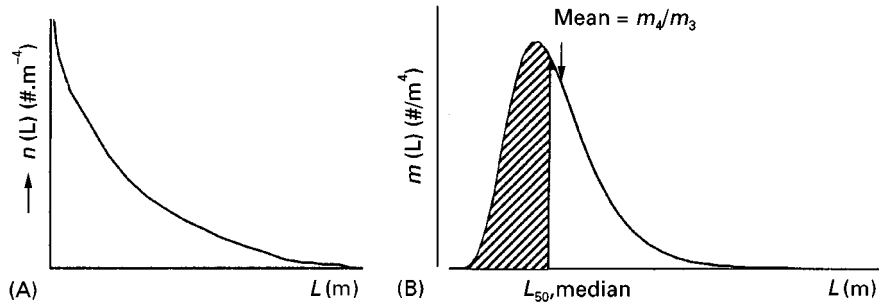 n (L) (#.m⁻⁴)
L (m)
(A)
Mean = m₄/m₃
m (L) (#/m⁴)
L₅₀, median
L (m)
(B)